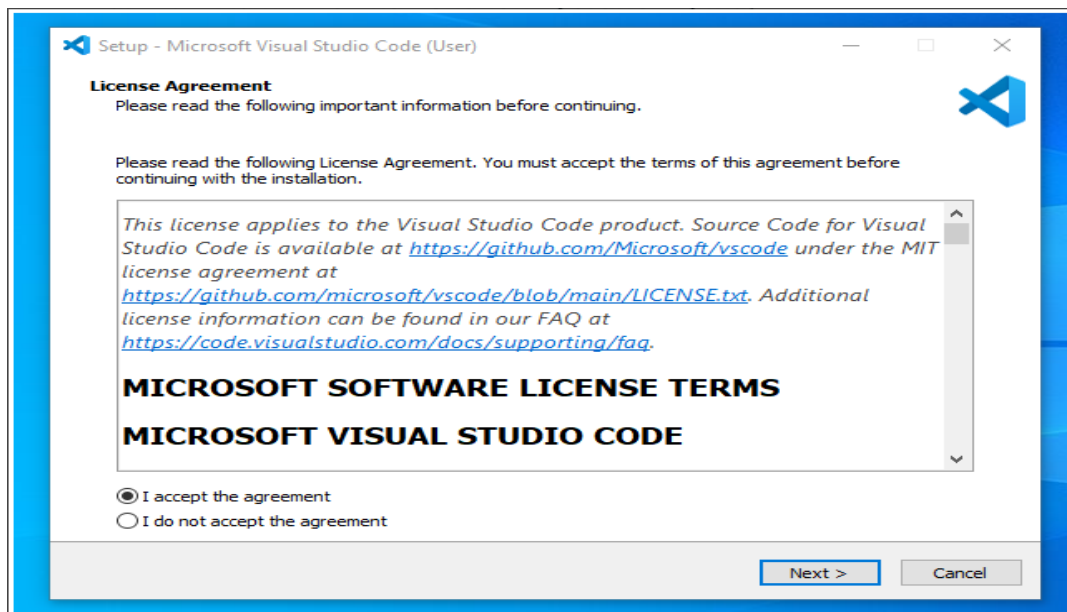 Setup - Microsoft Visual Studio Code (User)
License Agreement
Please read the following important information before continuing.
Please read the following License Agreement. You must accept the terms of this agreement before
continuing with the installation.
This license applies to the Visual Studio Code product. Source Code for Visual
Studio Code is available at https://github.com/Microsoft/vscode under the MIT
license agreement at
https://github.com/microsoft/vscode/blob/main/LICENSE.txt. Additional
license information can be found in our FAQ at
https://code.visualstudio.com/docs/supporting/faq.
MICROSOFT SOFTWARE LICENSE TERMS
MICROSOFT VISUAL STUDIO CODE
I accept the agreement
I do not accept the agreement
Next >
Cancel